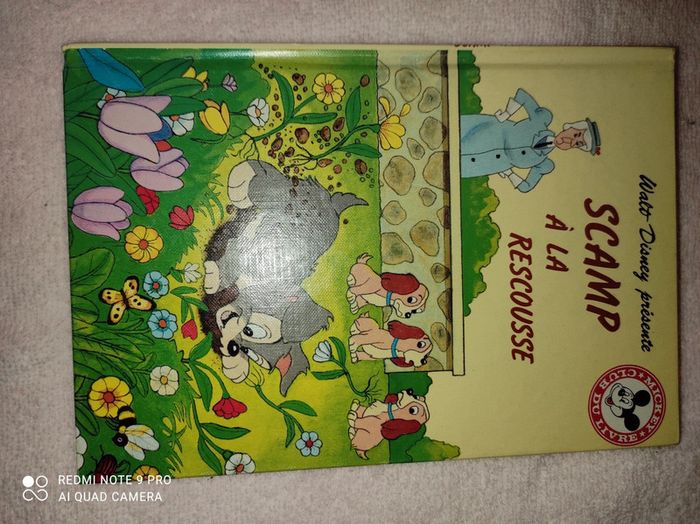 Walt Disney présente
SCAMP
À LA
RESCOUSSE
MICKEY
CLUB DU LIVRE
REDMI NOTE 9 PRO
AI QUAD CAMERA